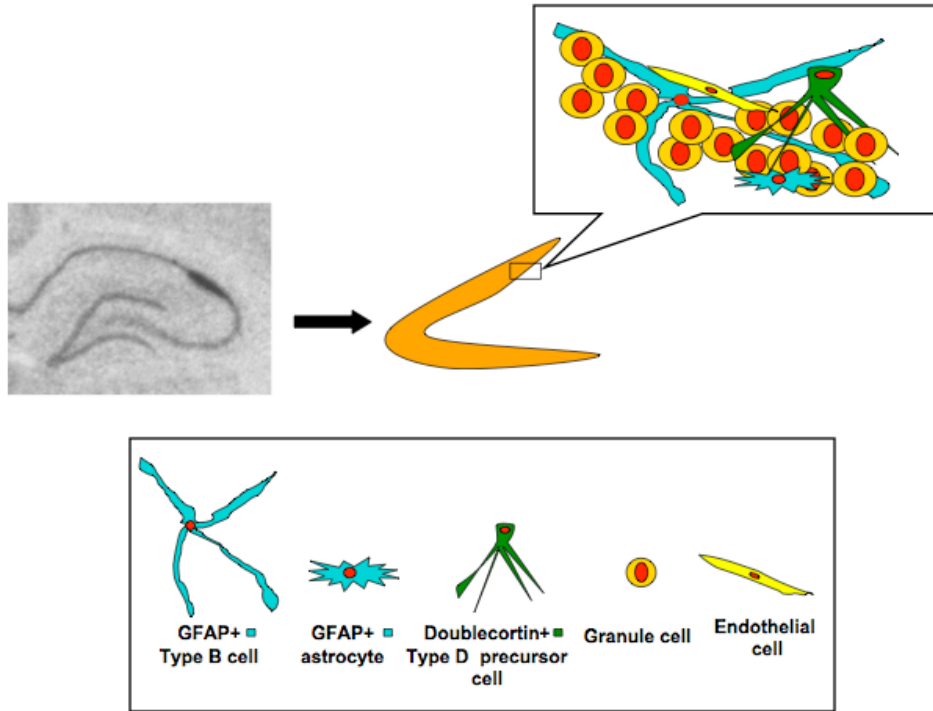 GFAP+
Type B cell
GFAP+
astrocyte
Doublecortin+
Type D precursor
cell
Granule cell
Endothelial
cell